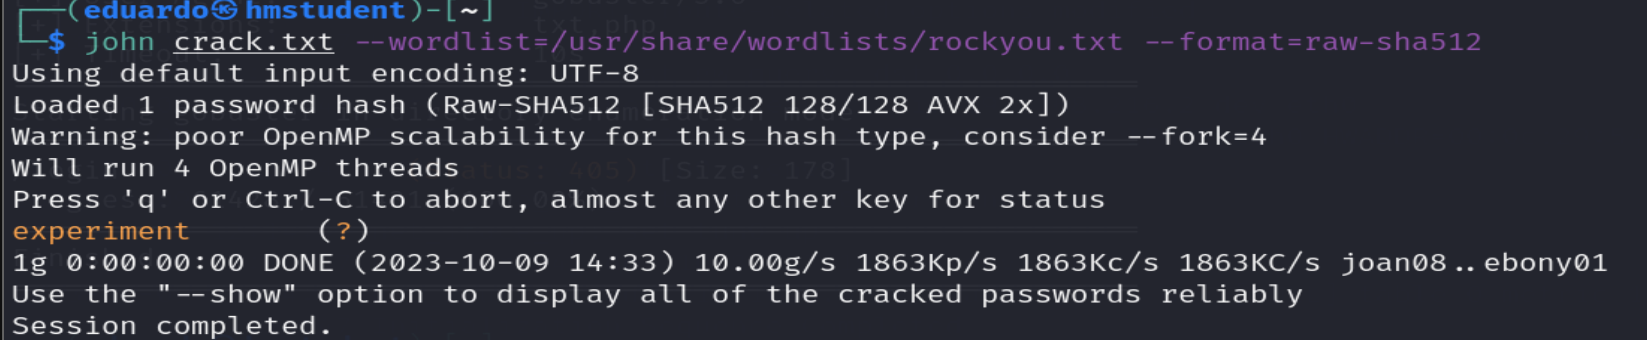 ┌──(eduardo㉿hmstudent)-[~]
└─$ john crack.txt --wordlist=/usr/share/wordlists/rockyou.txt --format=raw-sha512
Using default input encoding: UTF-8
Loaded 1 password hash (Raw-SHA512 [SHA512 128/128 AVX 2x])
Warning: poor OpenMP scalability for this hash type, consider --fork=4
Will run 4 OpenMP threads
Press 'q' or Ctrl-C to abort, almost any other key for status
experiment       (?)
1g 0:00:00:00 DONE (2023-10-09 14:33) 10.00g/s 1863Kp/s 1863Kc/s 1863KC/s joan08..ebony01
Use the "--show" option to display all of the cracked passwords reliably
Session completed.